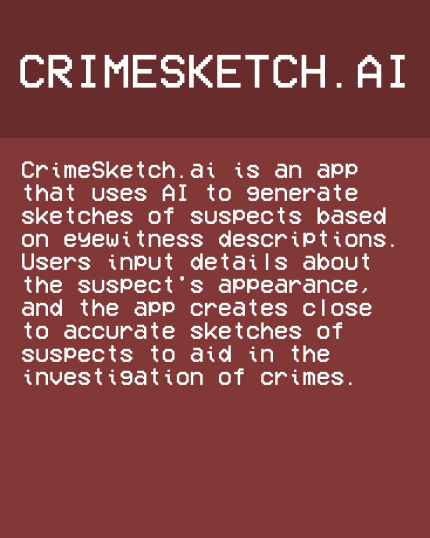 CRIMESKETCH.AI
CrimeSketch.ai is an app
that uses AI to generate
sketches of suspects based
on eyewitness descriptions.
Users input details about
the suspect's appearance,
and the app creates close
to accurate sketches of
suspects to aid in the
investigation of crimes.